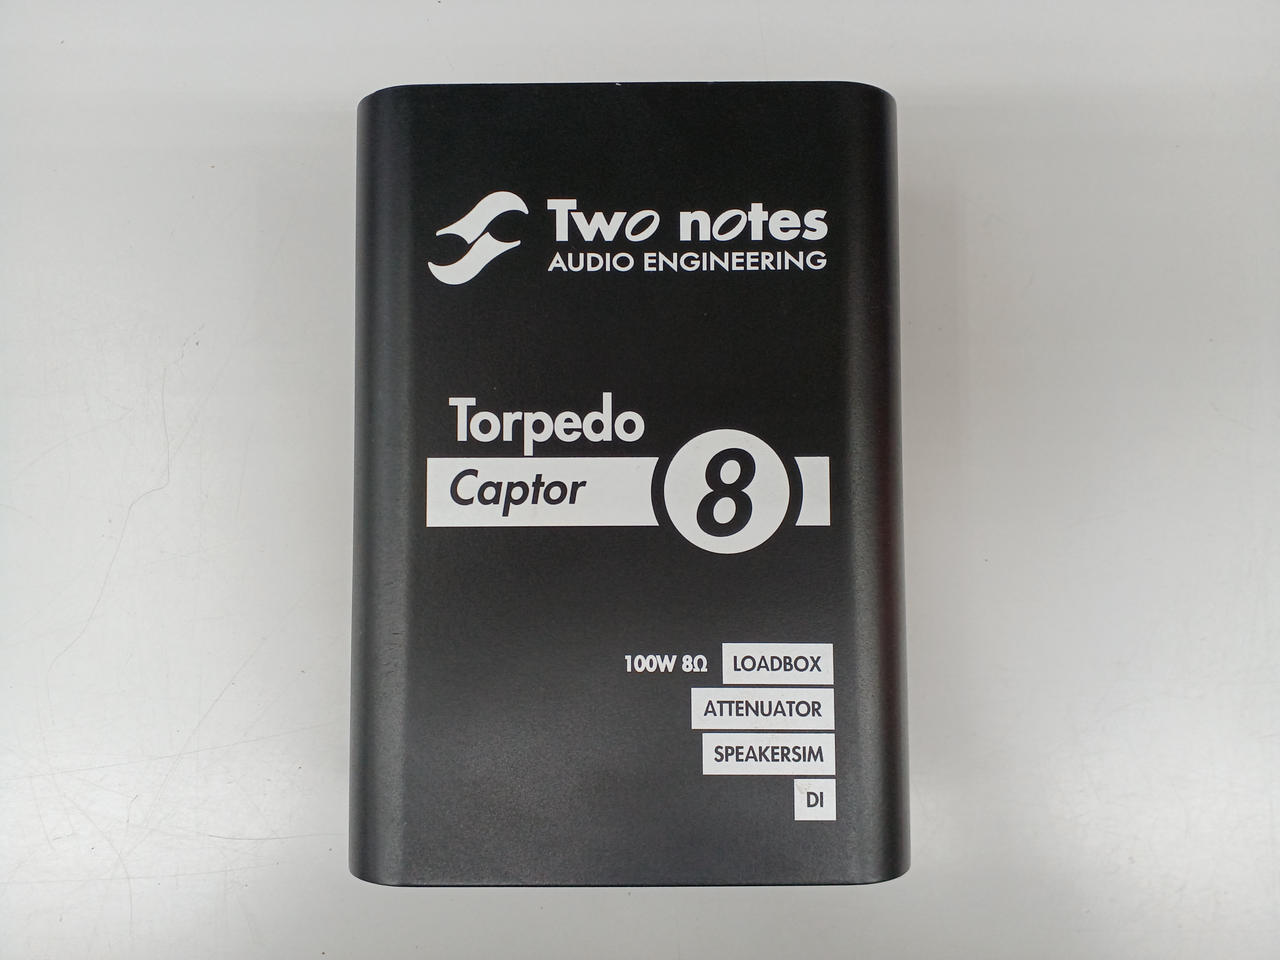 Two notes
AUDIO ENGINEERING
Torpedo
Captor 8
100W 8Ω LOADBOX
ATTENUATOR
SPEAKERSIM
DI